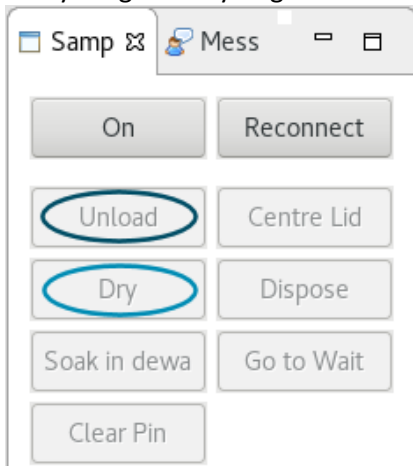 Samp Mess
On Reconnect
Unload Centre Lid
Dry Dispose
Soak in dewa Go to Wait
Clear Pin